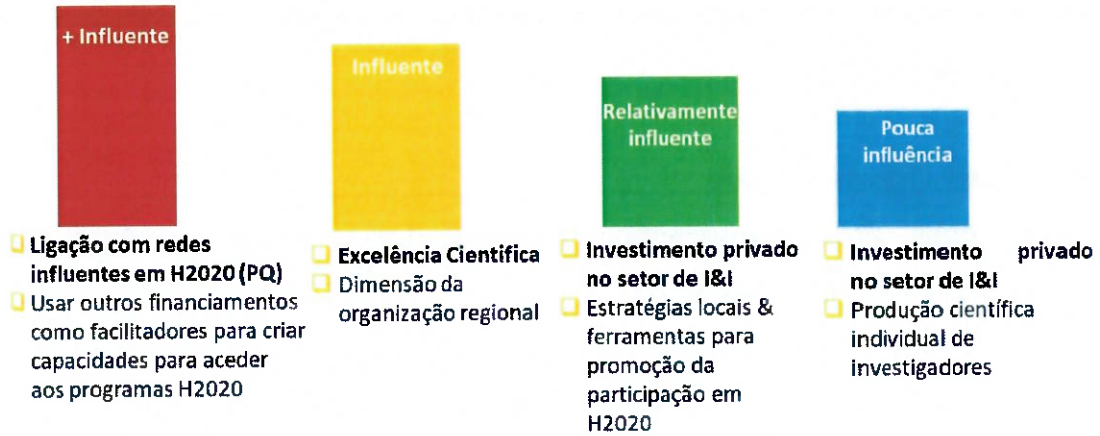 + Influente
Ligação com redes
influentes em H2020 (PQ)
Usar outros financiamentos
como facilitadores para criar
capacidades para aceder
aos programas H2020
Influente
Excelência Científica
Dimensão da
organização regional
Relativamente
influente
Investimento privado
no setor de I&I
Estratégias locais &
ferramentas para
promoção da
participação em
H2020
Pouca
influência
Investimento privado
no setor de I&I
Produção científica
individual de
investigadores